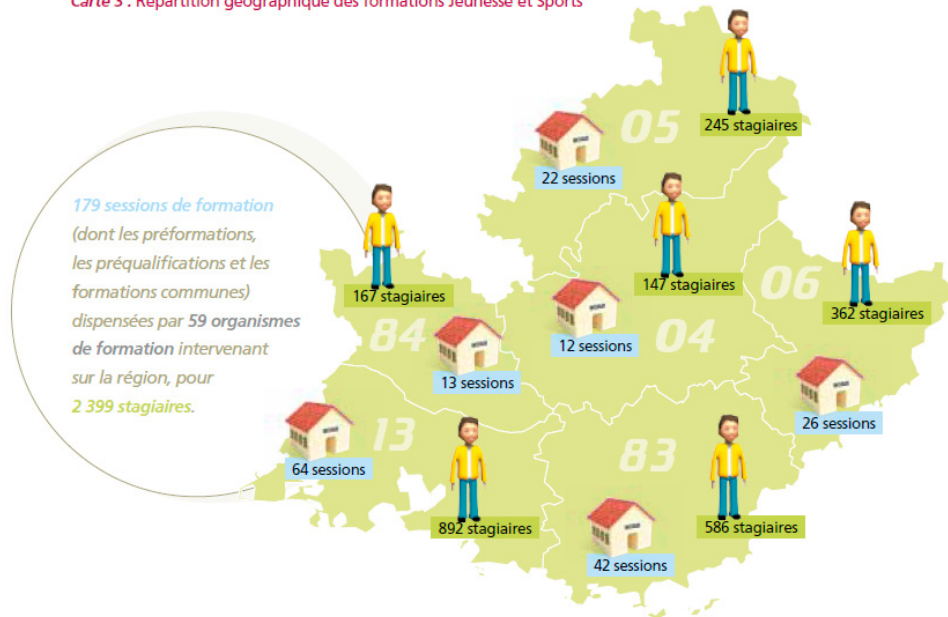 Carte 3 : Répartition géographique des formations Jeunesse et Sports
05
245 stagiaires
22 sessions
179 sessions de formation
(dont les préformations,
les préqualifications et les
formations communes)
dispensées par 59 organismes
de formation intervenant
sur la région, pour
2 399 stagiaires.
167 stagiaires
147 stagiaires
06
362 stagiaires
84
13 sessions
12 sessions
04
26 sessions
13
64 sessions
892 stagiaires
83
586 stagiaires
42 sessions